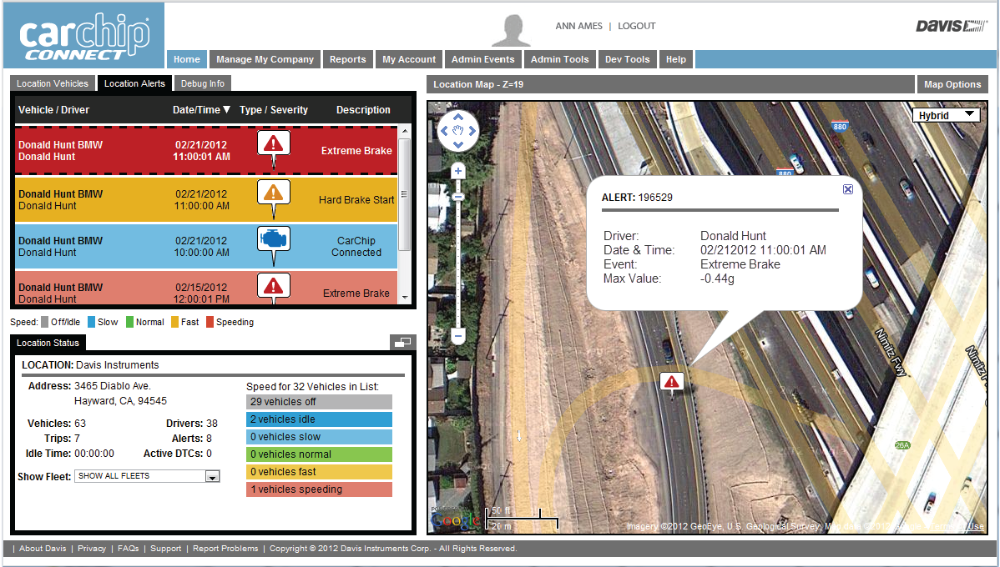 carchip
CONNECT
ANN AMES | LOGOUT
DAVIS
Home
Manage My Company
Reports
My Account
Admin Events
Admin Tools
Dev Tools
Help
Location Vehicles
Location Alerts
Debug Info
Vehicle / Driver
Date/Time ▼
Type / Severity
Description
Donald Hunt BMW
Donald Hunt
02/21/2012
11:00:01 AM
Extreme Brake
Donald Hunt BMW
Donald Hunt
02/21/2012
11:00:00 AM
Hard Brake Start
Donald Hunt BMW
Donald Hunt
02/21/2012
10:00:00 AM
CarChip
Connected
Donald Hunt BMW
Donald Hunt
02/15/2012
12:00:01 PM
Extreme Brake
Speed: Off/Idle Slow Normal Fast Speeding
Location Status
LOCATION: Davis Instruments
Address: 3465 Diablo Ave.
Hayward, CA, 94545
Vehicles: 63 Drivers: 38
Trips: 7 Alerts: 8
Idle Time: 00:00:00 Active DTCs: 0
Show Fleet: SHOW ALL FLEETS
Speed for 32 Vehicles in List:
29 vehicles off
2 vehicles idle
0 vehicles slow
0 vehicles normal
0 vehicles fast
1 vehicles speeding
Location Map - Z=19
Map Options
Hybrid
880
880
ALERT: 196529
Driver: Donald Hunt
Date & Time: 02/212012 11:00:01 AM
Event: Extreme Brake
Max Value: -0.44g
Nimitz Fwy
Nimitz F
26A
POWERED BY
Google
50 ft
20 m
Imagery ©2012 GeoEye, U.S. Geological Survey, Map data ©2012 Use
| About Davis | Privacy | FAQs | Support | Report Problems | Copyright © 2012 Davis Instruments Corp. - All Rights Reserved.